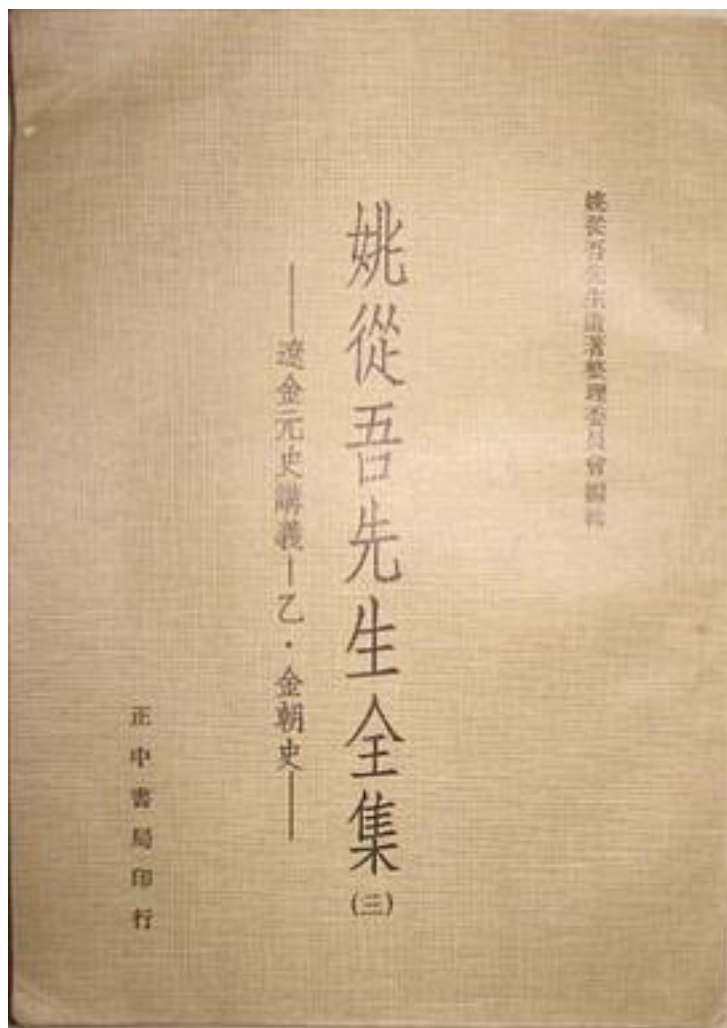 姚從吾先生遺著整理委員會編輯
姚從吾先生全集(三)
——遼金元史講義—乙·金朝史——
正中書局印行